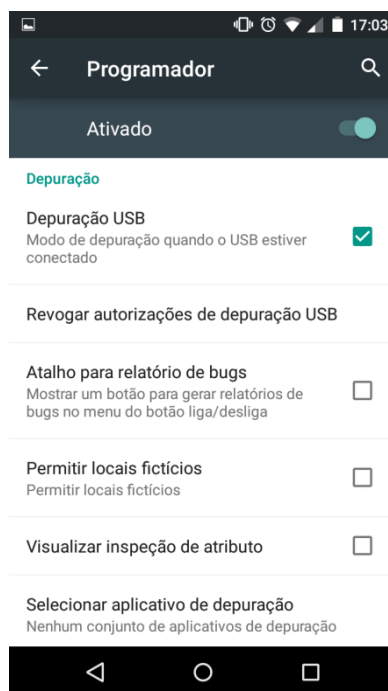 17:03
Programador
Ativado
Depuração
Depuração USB
Modo de depuração quando o USB estiver
conectado
Revogar autorizações de depuração USB
Atalho para relatório de bugs
Mostrar um botão para gerar relatórios de
bugs no menu do botão liga/desliga
Permitir locais fictícios
Permitir locais fictícios
Visualizar inspeção de atributo
Selecionar aplicativo de depuração
Nenhum conjunto de aplicativos de depuração